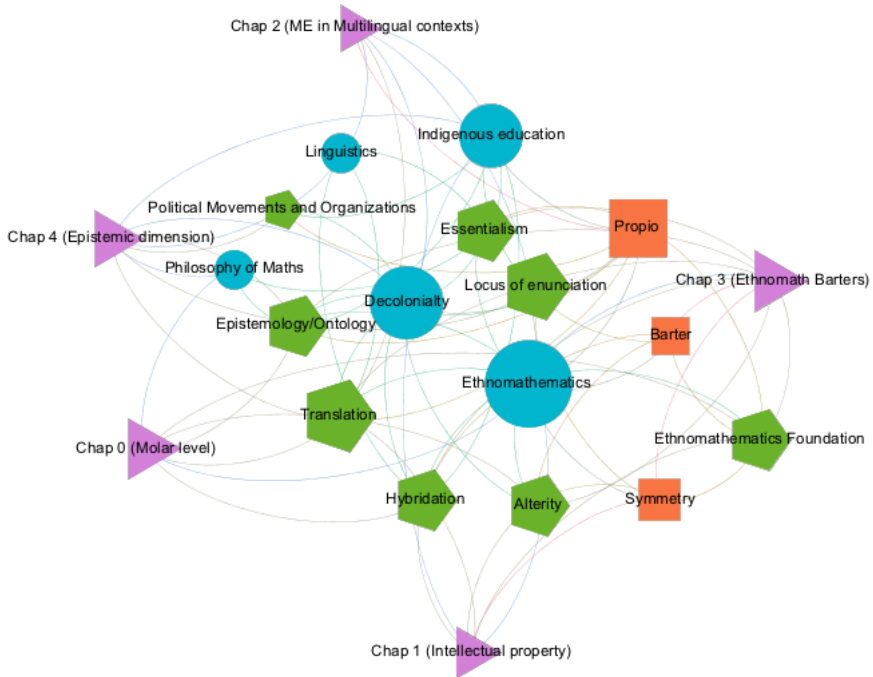 Chap 2 (ME in Multilingual contexts)
Indigenous education
Linguistics
Political Movements and Organizations
Essentialism
Propio
Chap 4 (Epistemic dimension)
Philosophy of Maths
Chap 3 (Ethnomath Barters)
Locus of enunciation
Decolonialty
Epistemology/Ontology
Barter
Ethnomathematics
Translation
Ethnomathematics Foundation
Chap 0 (Molar level)
Hybridation
Alterity
Symmetry
Chap 1 (Intellectual property)